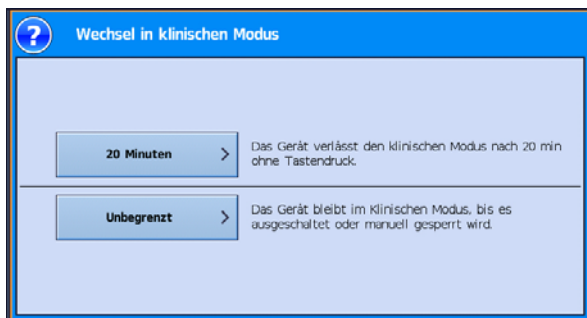 ?
Wechsel in klinischen Modus
20 Minuten >
Das Gerät verlässt den klinischen Modus nach 20 min
ohne Tastendruck.
Unbegrenzt >
Das Gerät bleibt im Klinischen Modus, bis es
ausgeschaltet oder manuell gesperrt wird.